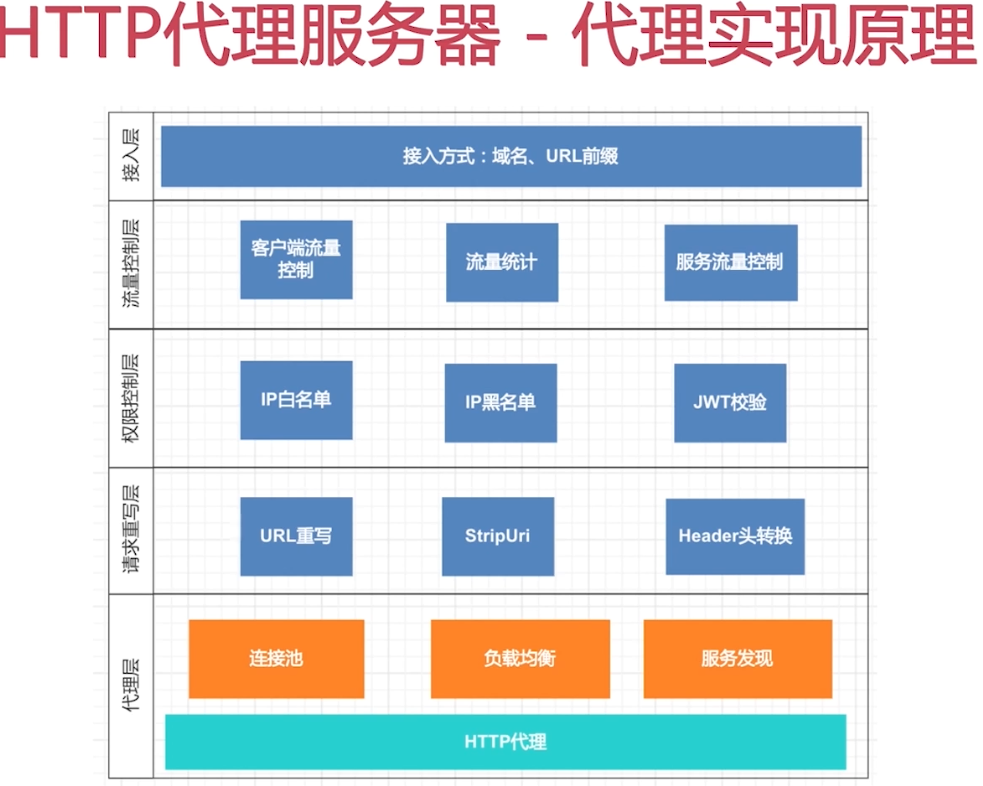 HTTP代理服务器 - 代理实现原理
接入层
接入方式：域名、URL前缀
流量控制层
客户端流量
控制
流量统计
服务流量控制
权限控制层
IP白名单
IP黑名单
JWT校验
请求重写层
URL重写
StripUri
Header头转换
代理层
连接池
负载均衡
服务发现
HTTP代理